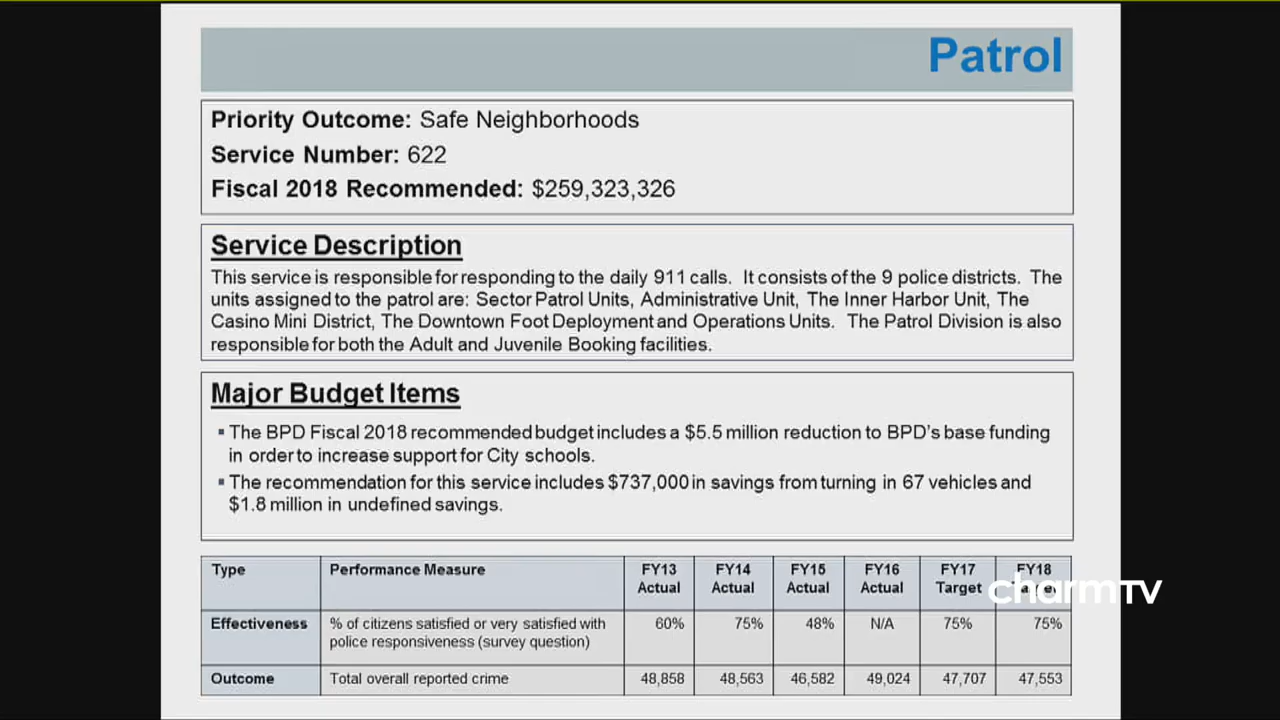 Patrol
Priority Outcome: Safe Neighborhoods
Service Number: 622
Fiscal 2018 Recommended: $259,323,326
Service Description
This service is responsible for responding to the daily 911 calls. It consists of the 9 police districts. The
units assigned to the patrol are: Sector Patrol Units, Administrative Unit, The Inner Harbor Unit, The
Casino Mini District, The Downtown Foot Deployment and Operations Units. The Patrol Division is also
responsible for both the Adult and Juvenile Booking facilities.
Major Budget Items
▪ The BPD Fiscal 2018 recommended budget includes a $5.5 million reduction to BPD's base funding
in order to increase support for City schools.
▪ The recommendation for this service includes $737,000 in savings from turning in 67 vehicles and
$1.8 million in undefined savings.
Type Performance Measure FY13 FY14 FY15 FY16 FY17 FY18
Actual Actual Actual Actual Target
charmTV
Effectiveness % of citizens satisfied or very satisfied with 60% 75% 48% N/A 75% 75%
police responsiveness (survey question)
Outcome Total overall reported crime 48,858 48,563 46,582 49,024 47,707 47,553